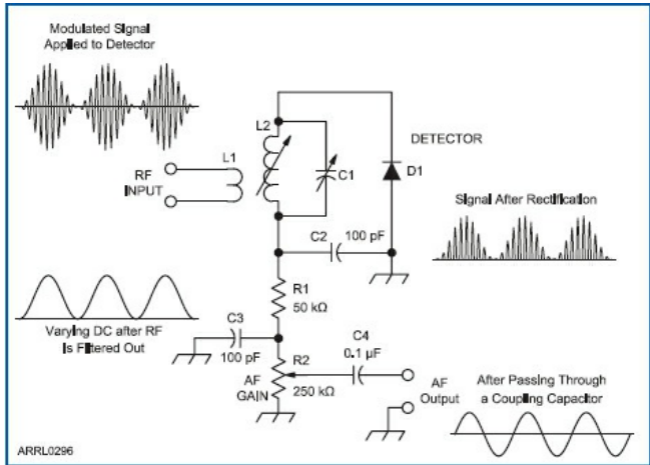 Modulated Signal
Applied to Detector
L2
L1
DETECTOR
RF
INPUT
C1
D1
Signal After Rectification
C2
100 pF
R1
50 kΩ
Varying DC after RF
Is Filtered Out
C3
100 pF
C4
0.1 µF
R2
250 kΩ
AF
GAIN
AF
Output
After Passing Through
a Coupling Capacitor
ARRL0296